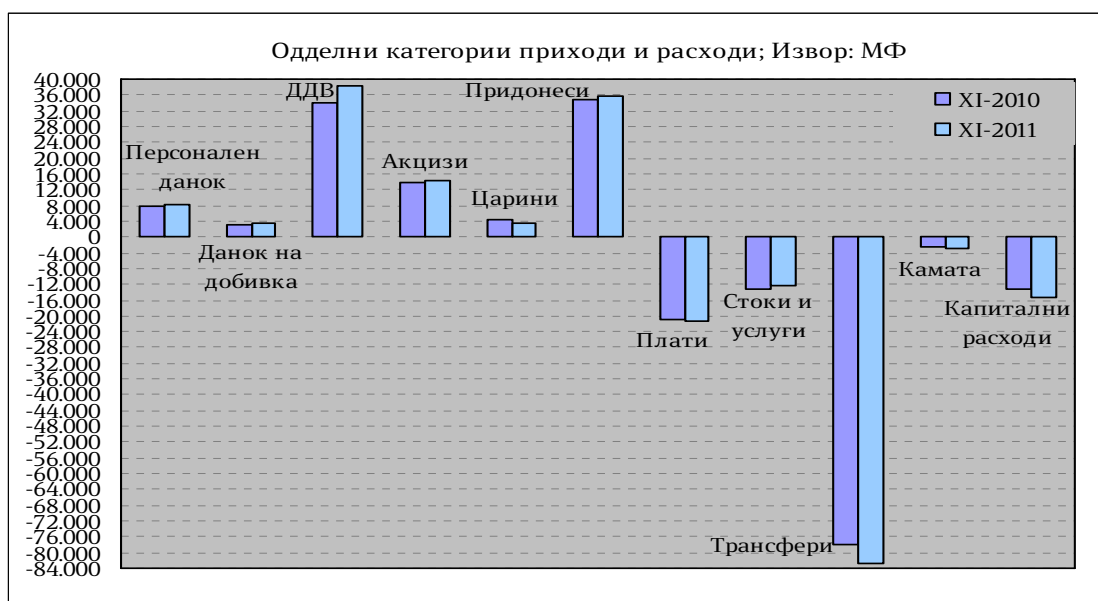 Одделни категории приходи и расходи; Извор: МФ
40.000
36.000
32.000
28.000
24.000
20.000
16.000
12.000
8.000
4.000
0
-4.000
-8.000
-12.000
-16.000
-20.000
-24.000
-28.000
-32.000
-36.000
-40.000
-44.000
-48.000
-52.000
-56.000
-60.000
-64.000
-68.000
-72.000
-76.000
-80.000
-84.000
Персонален
данок
Данок на
добивка
ДДВ
Акцизи
Царини
Придонеси
Плати
Стоки и
услуги
Трансфери
Камата
Капитални
расходи
XI-2010
XI-2011